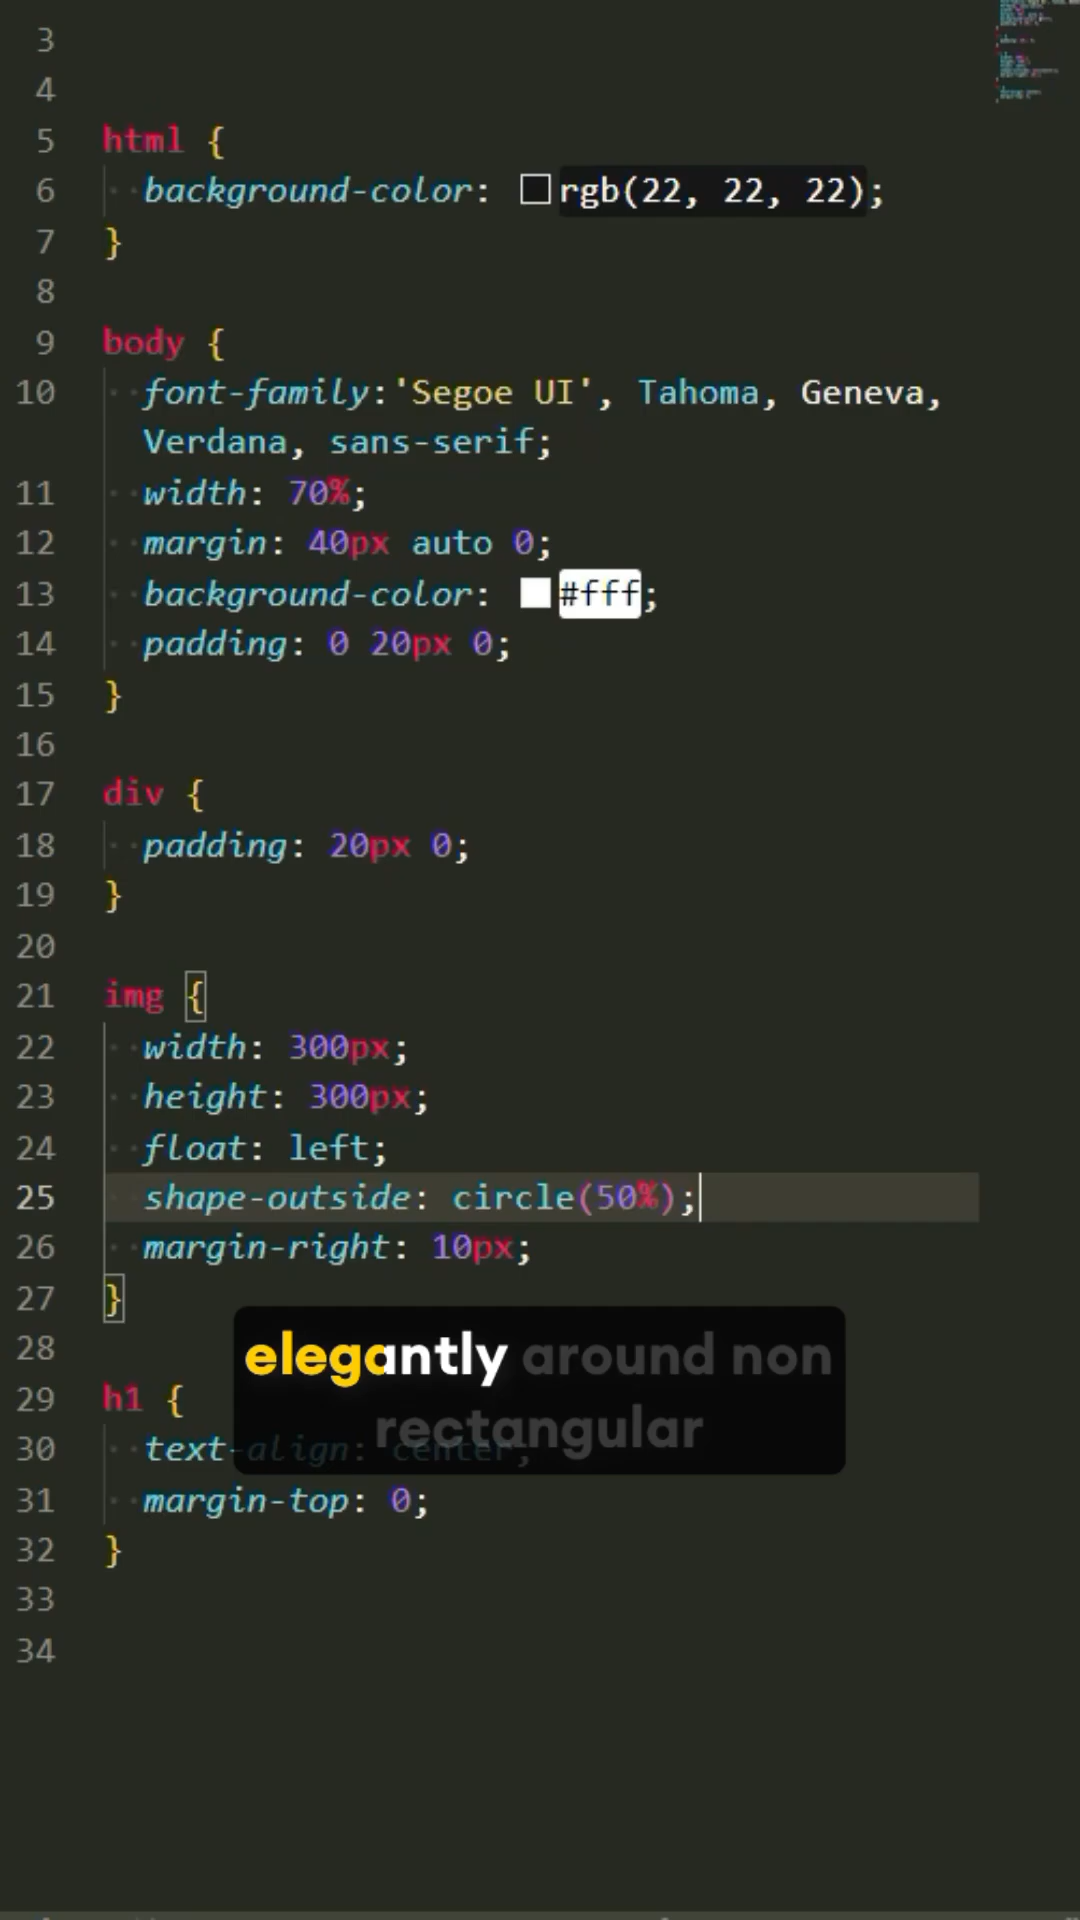 3
4
5 html {
6 background-color: rgb(22, 22, 22);
7 }
8
9 body {
10 font-family:'Segoe UI', Tahoma, Geneva,
Verdana, sans-serif;
11 width: 70%;
12 margin: 40px auto 0;
13 background-color: #fff;
14 padding: 0 20px 0;
15 }
16
17 div {
18 padding: 20px 0;
19 }
20
21 img {
22 width: 300px;
23 height: 300px;
24 float: left;
25 shape-outside: circle(50%);
26 margin-right: 10px;
27 }
28
elegantly around non
29 h1 {
rectangular
30 text-align: center;
31 margin-top: 0;
32 }
33
34